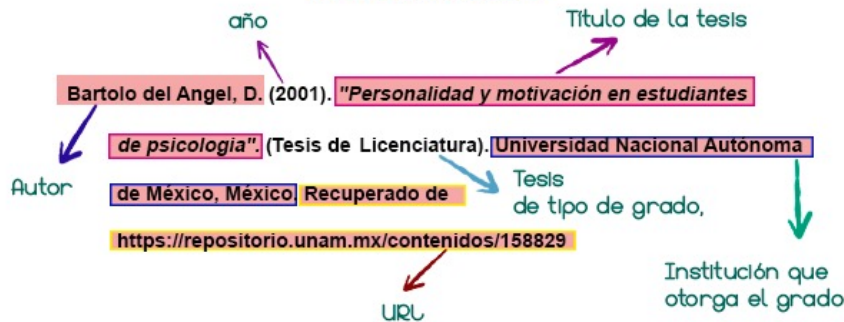 año
Título de la tesis
Bartolo del Angel, D. (2001). "Personalidad y motivación en estudiantes
de psicologia". (Tesis de Licenciatura). Universidad Nacional Autónoma
Autor
de México, México. Recuperado de
Tesis
de tipo de grado,
https://repositorio.unam.mx/contenidos/158829
Institución que
otorga el grado
URL